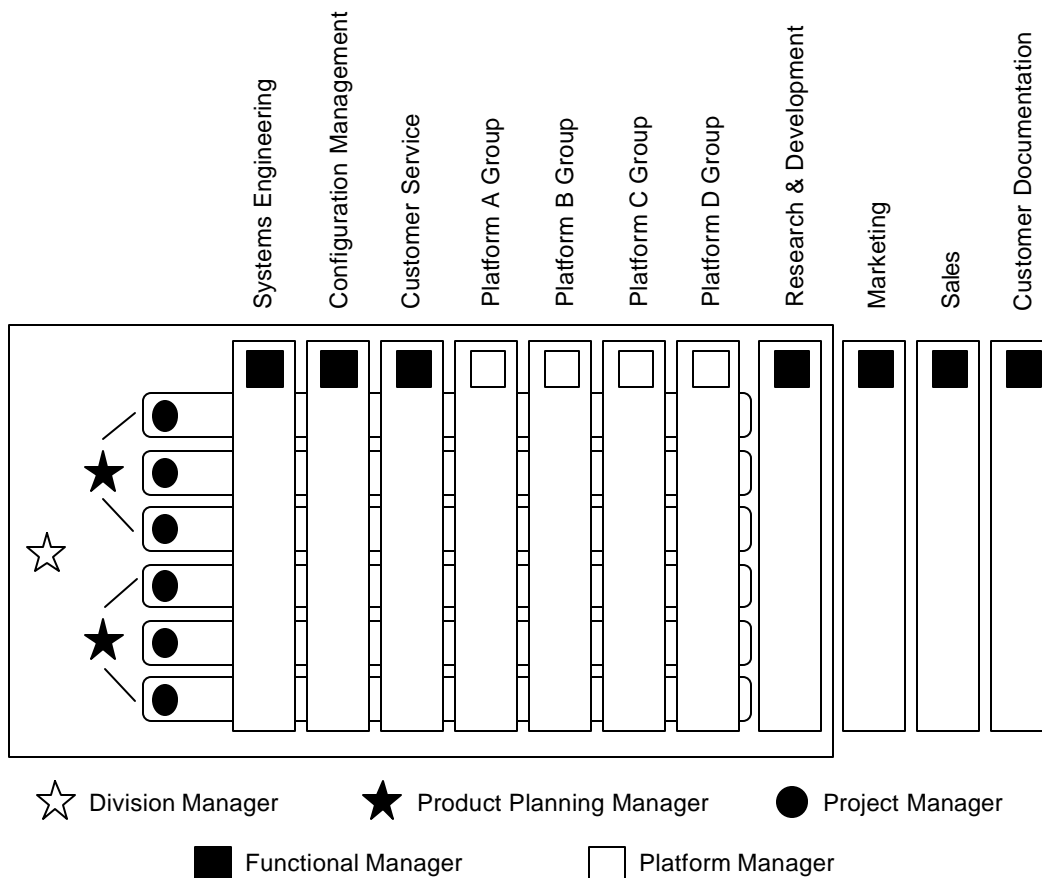 Systems Engineering
Configuration Management
Customer Service
Platform A Group
Platform B Group
Platform C Group
Platform D Group
Research & Development
Marketing
Sales
Customer Documentation
Division Manager
Product Planning Manager
Project Manager
Functional Manager
Platform Manager